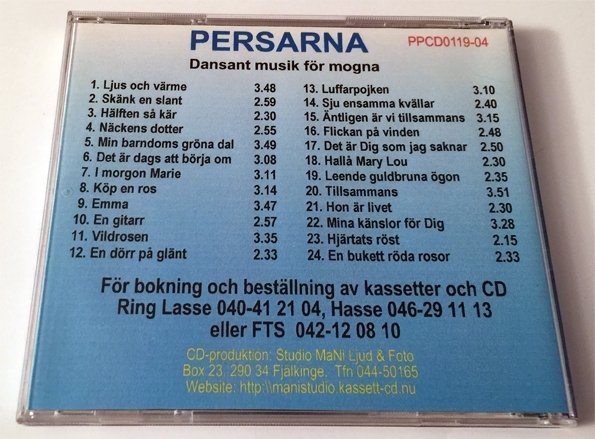 PERSARNA
PPCD0119-04
Dansant musik för mogna
1. Ljus och värme 3.48
2. Skänk en slant 2.59
3. Hälften så kär 2.30
4. Näckens dotter 2.55
5. Min barndoms gröna dal 3.49
6. Det är dags att börja om 3.08
7. I morgon Marie 3.11
8. Köp en ros 3.14
9. Emma 3.47
10. En gitarr 2.57
11. Vildrosen 3.35
12. En dörr på glänt 2.33
13. Luffarpojken 3.10
14. Sju ensamma kvällar 2.40
15. Äntligen är vi tillsammans 3.15
16. Flickan på vinden 2.48
17. Det är Dig som jag saknar 2.50
18. Hallå Mary Lou 2.30
19. Leende guldbruna ögon 2.35
20. Tillsammans 3.51
21. Hon är livet 2.30
22. Mina känslor för Dig 3.28
23. Hjärtats röst 2.15
24. En bukett röda rosor 2.33
För bokning och beställning av kassetter och CD
Ring Lasse 040-41 21 04, Hasse 046-29 11 13
eller FTS 042-12 08 10
CD-produktion: Studio MaNi Ljud & Foto
Box 23, 290 34 Fjälkinge. Tfn 044-50165
Website: http:\\manistudio.kassett-cd.nu